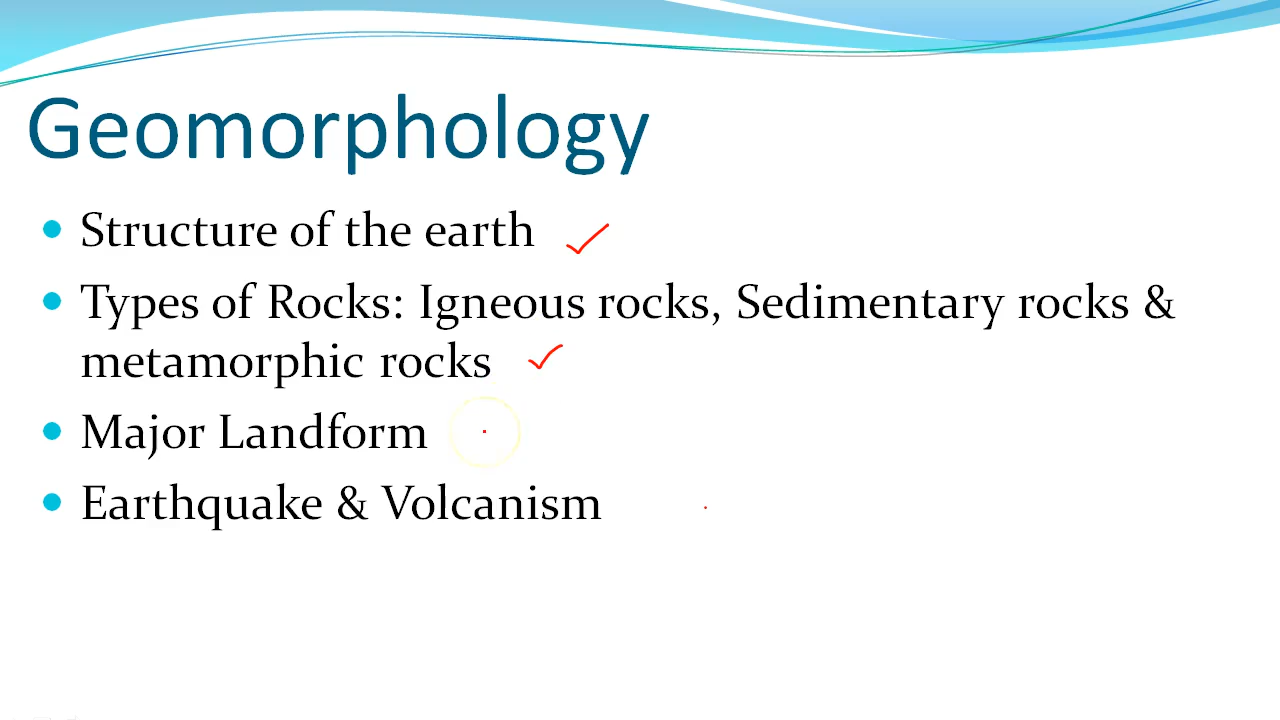 Geomorphology
• Structure of the earth
• Types of Rocks: Igneous rocks, Sedimentary rocks &
metamorphic rocks
• Major Landform
• Earthquake & Volcanism